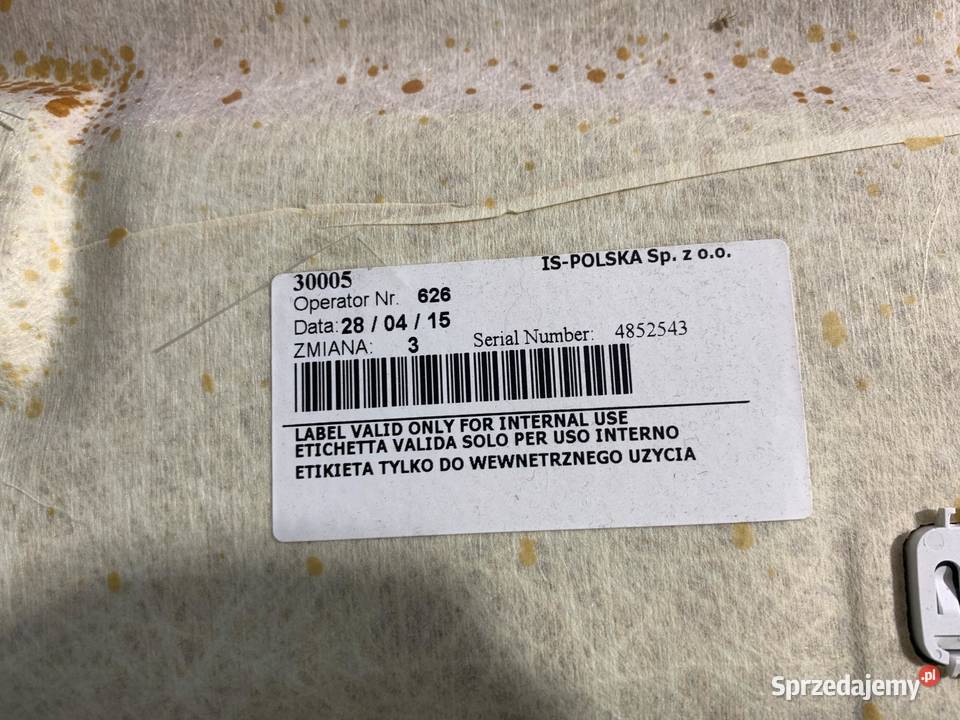 IS-POLSKA Sp. z o.o.
30005
Operator Nr. 626
Data: 28 / 04 / 15
ZMIANA: 3 Serial Number: 4852543
LABEL VALID ONLY FOR INTERNAL USE
ETICHETTA VALIDA SOLO PER USO INTERNO
ETIKIETA TYLKO DO WEWNETRZNEGO UZYCIA
2
Sprzedajemy.pl